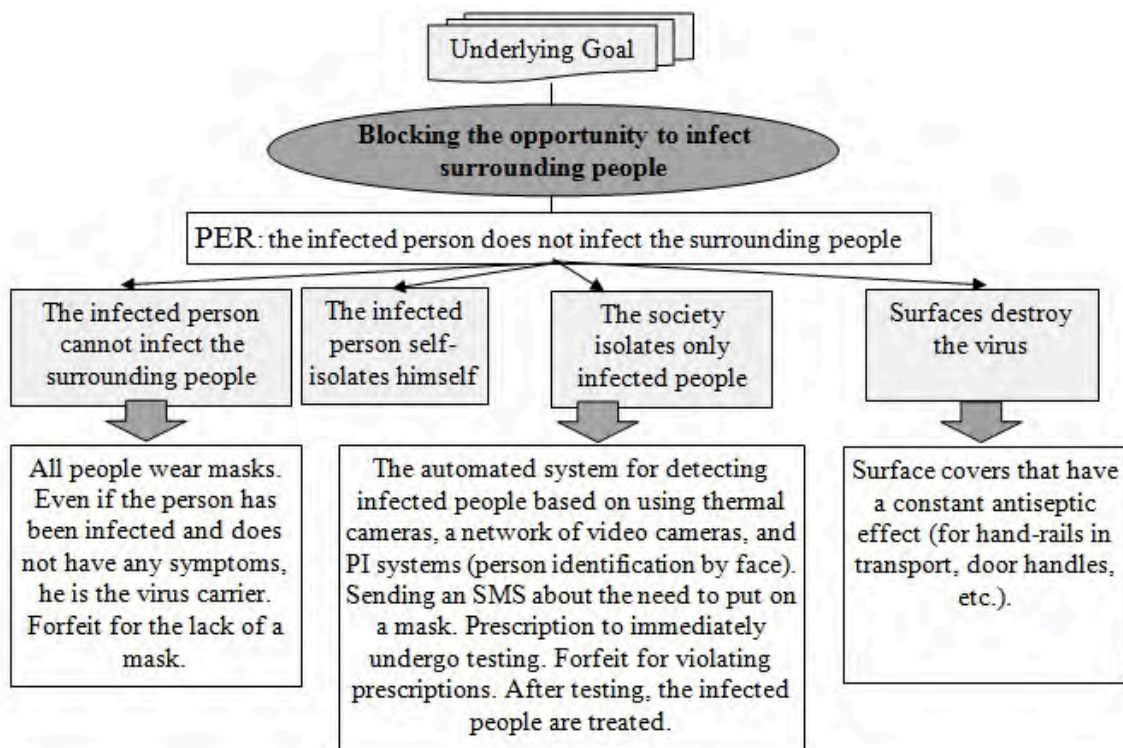 Underlying Goal
Blocking the opportunity to infect
surrounding people
PER: the infected person does not infect the surrounding people
The infected person
cannot infect the
surrounding people
The infected
person self-
isolates himself
The society
isolates only
infected people
Surfaces destroy
the virus
All people wear masks.
Even if the person has
been infected and does
not have any symptoms,
he is the virus carrier.
Forfeit for the lack of a
mask.
The automated system for detecting
infected people based on using thermal
cameras, a network of video cameras, and
PI systems (person identification by face).
Sending an SMS about the need to put on
a mask. Prescription to immediately
undergo testing. Forfeit for violating
prescriptions. After testing, the infected
people are treated.
Surface covers that have
a constant antiseptic
effect (for hand-rails in
transport, door handles,
etc.).